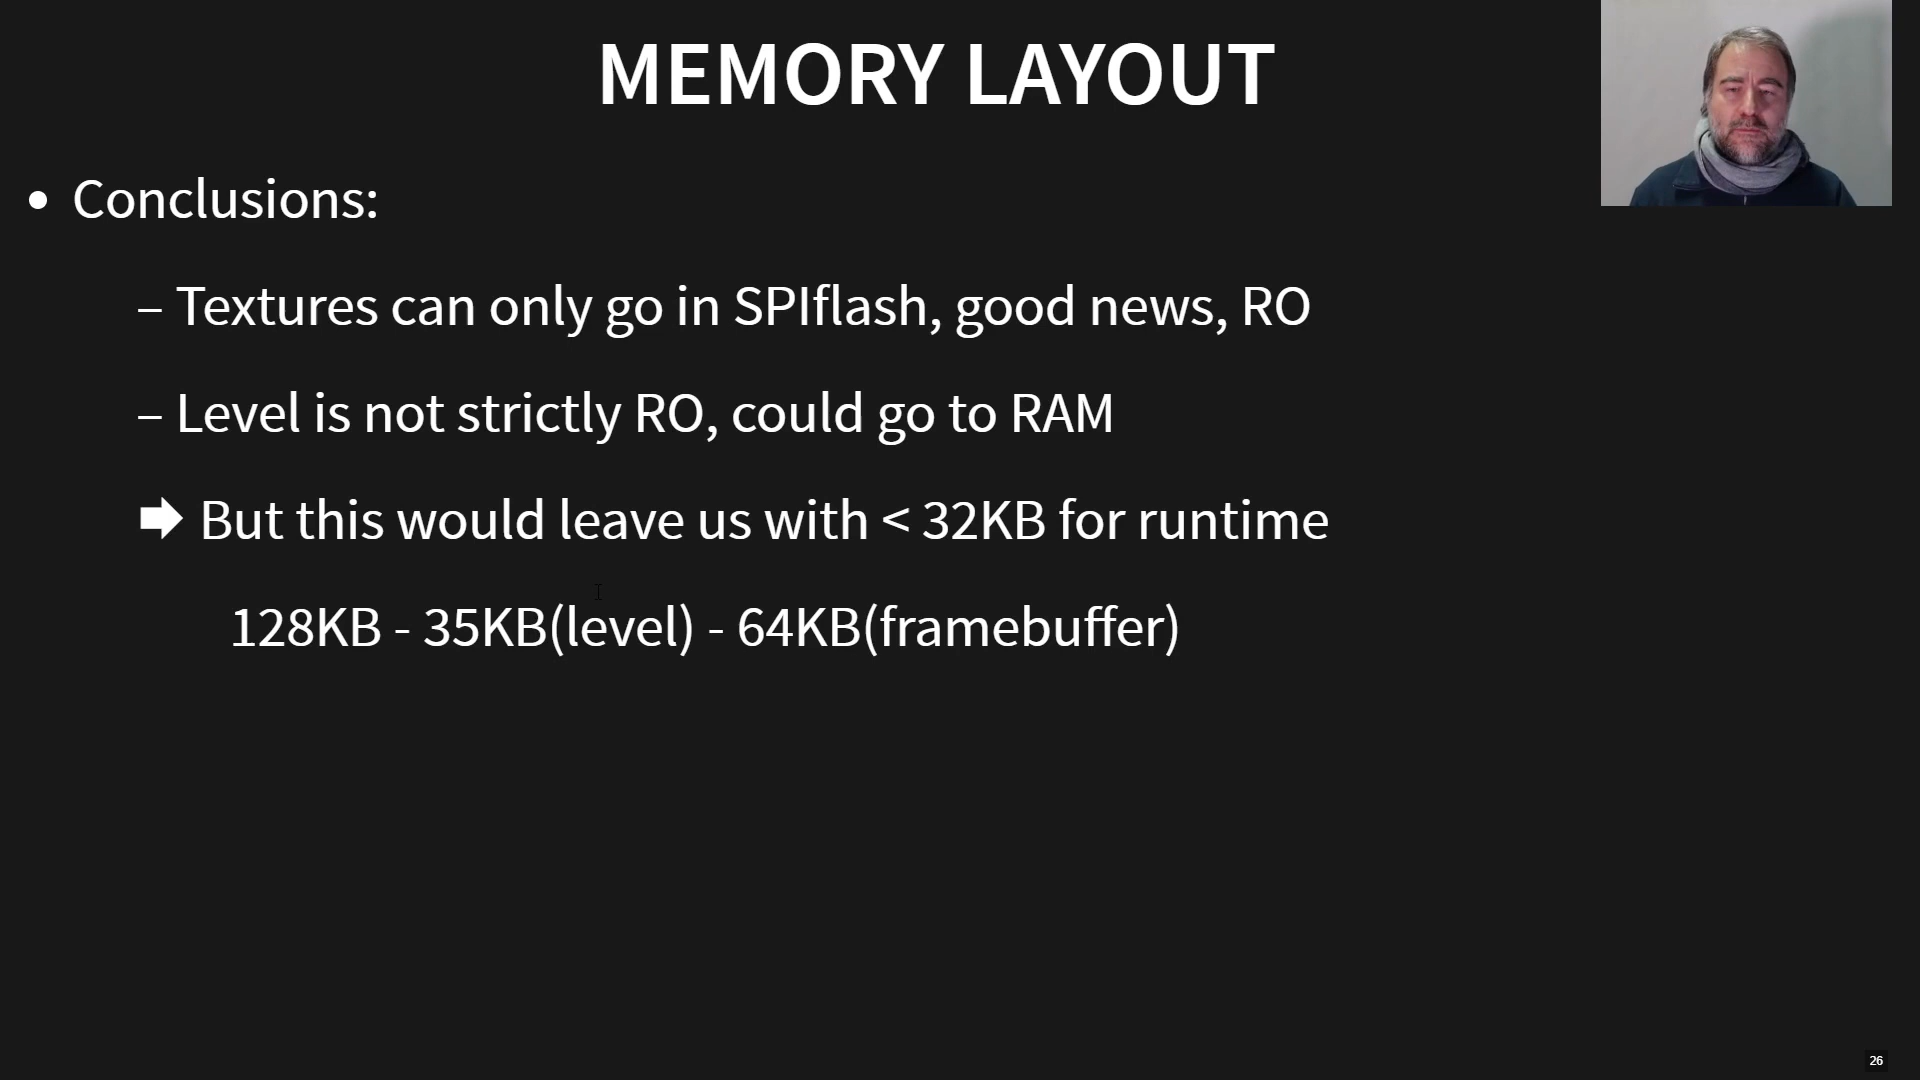 MEMORY LAYOUT
• Conclusions:
– Textures can only go in SPIflash, good news, RO
– Level is not strictly RO, could go to RAM
🡆 But this would leave us with < 32KB for runtime
128KB - 35KB(level) - 64KB(framebuffer)
26